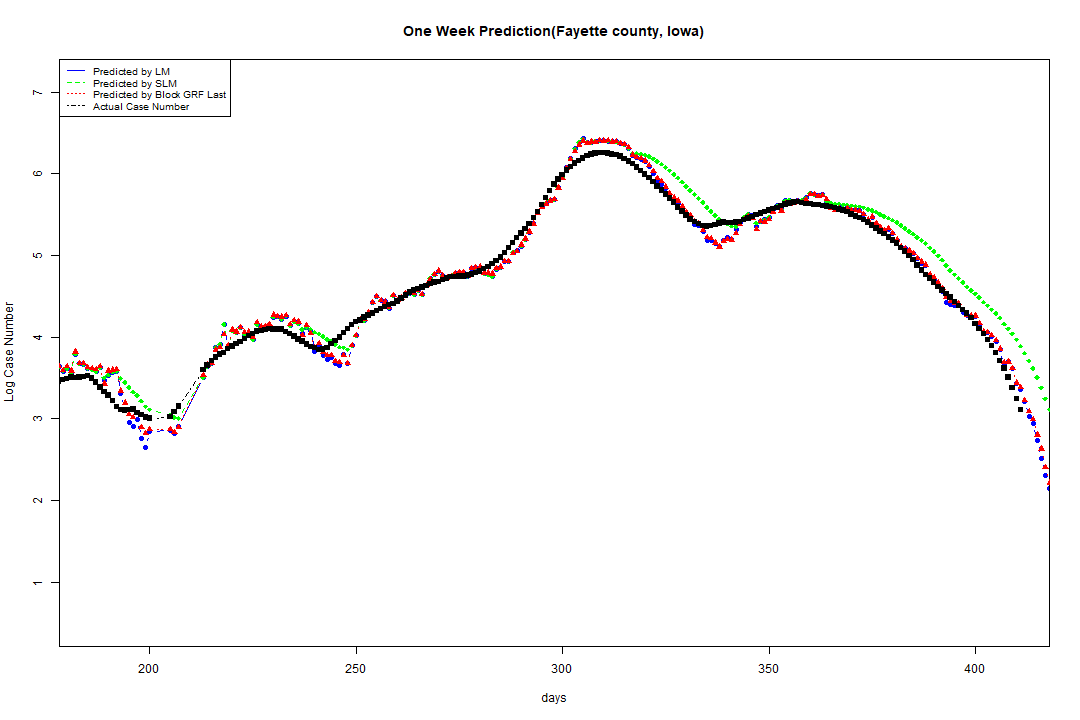 One Week Prediction(Fayette county, Iowa)
Predicted by LM
Predicted by SLM
Predicted by Block GRF Last
Actual Case Number
7
6
5
4
3
2
1
Log Case Number
200 250 300 350 400
days